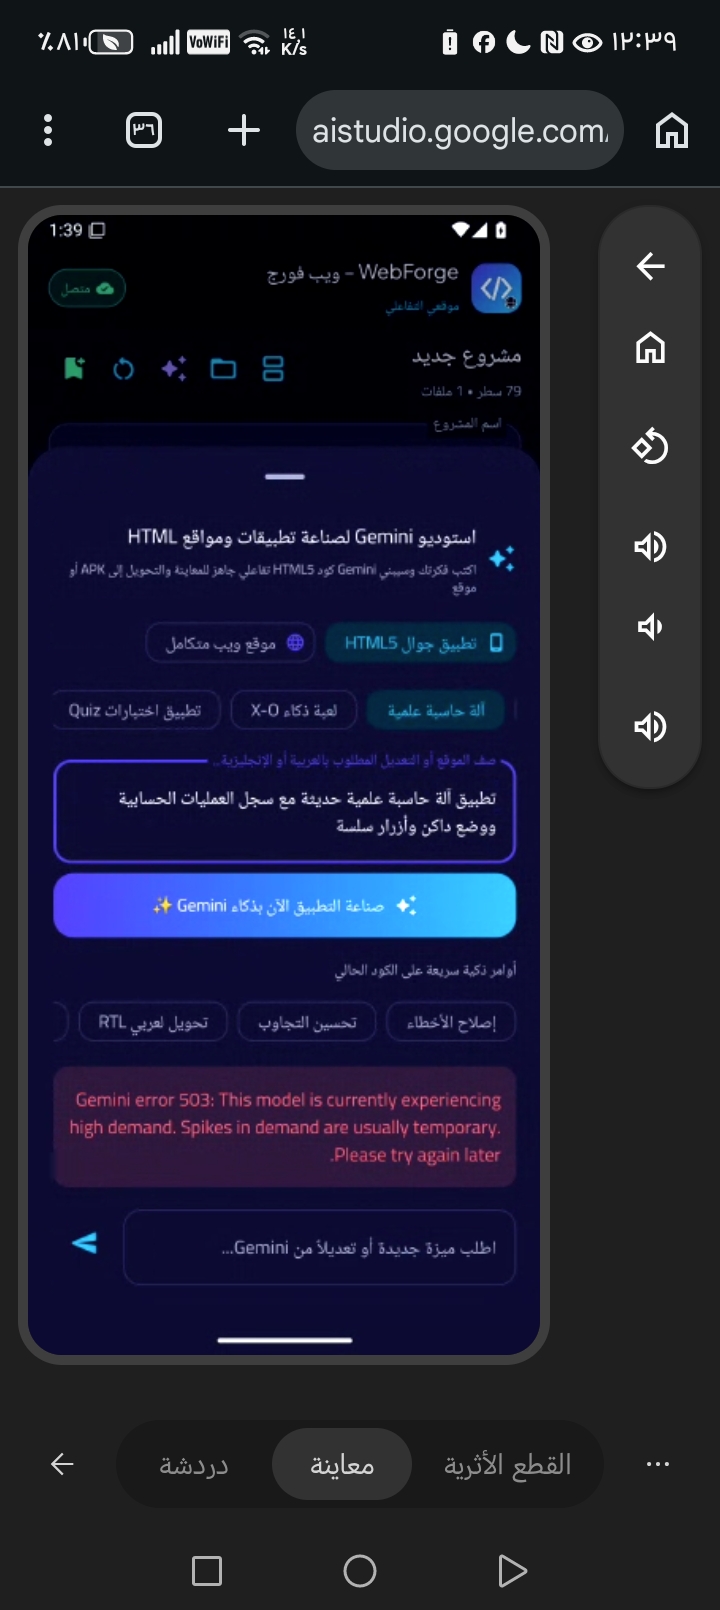 ٪٨١
VoWiFi
١٤,١ K/s
١٢:٣٩
٣٦
aistudio.google.com/
1:39
WebForge – ويب فورج
موقعي التفاعلي
متصل
مشروع جديد
79 سطر • 1 ملفات
اسم المشروع
استوديو Gemini لصناعة تطبيقات ومواقع HTML
اكتب فكرتك وسيبني Gemini كود HTML5 تفاعلي جاهز للمعاينة والتحويل إلى APK أو
موقع
تطبيق جوال HTML5
موقع ويب متكامل
آلة حاسبة علمية
لعبة ذكاء X-O
تطبيق اختبارات Quiz
صف الموقع أو التعديل المطلوب بالعربية أو الإنجليزية..
تطبيق آلة حاسبة علمية حديثة مع سجل العمليات الحسابية
ووضع داكن وأزرار سلسة
صناعة التطبيق الآن بذكاء Gemini ✨
أوامر ذكية سريعة على الكود الحالي
إصلاح الأخطاء
تحسين التجاوب
تحويل لعربي RTL
Gemini error 503: This model is currently experiencing
high demand. Spikes in demand are usually temporary.
.Please try again later
اطلب ميزة جديدة أو تعديلاً من Gemini...
القطع الأثرية
معاينة
دردشة